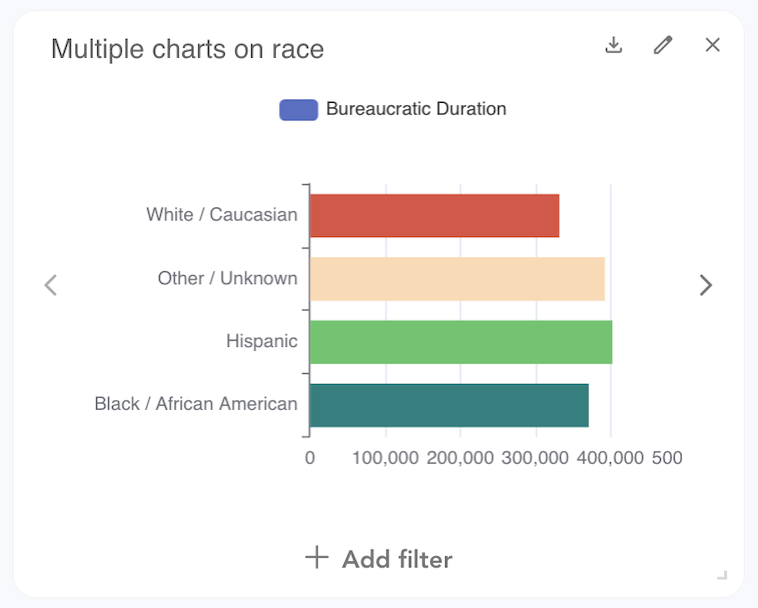 Multiple charts on race
Bureaucratic Duration
White / Caucasian
Other / Unknown
Hispanic
Black / African American
0 100,000 200,000 300,000 400,000 500
Add filter